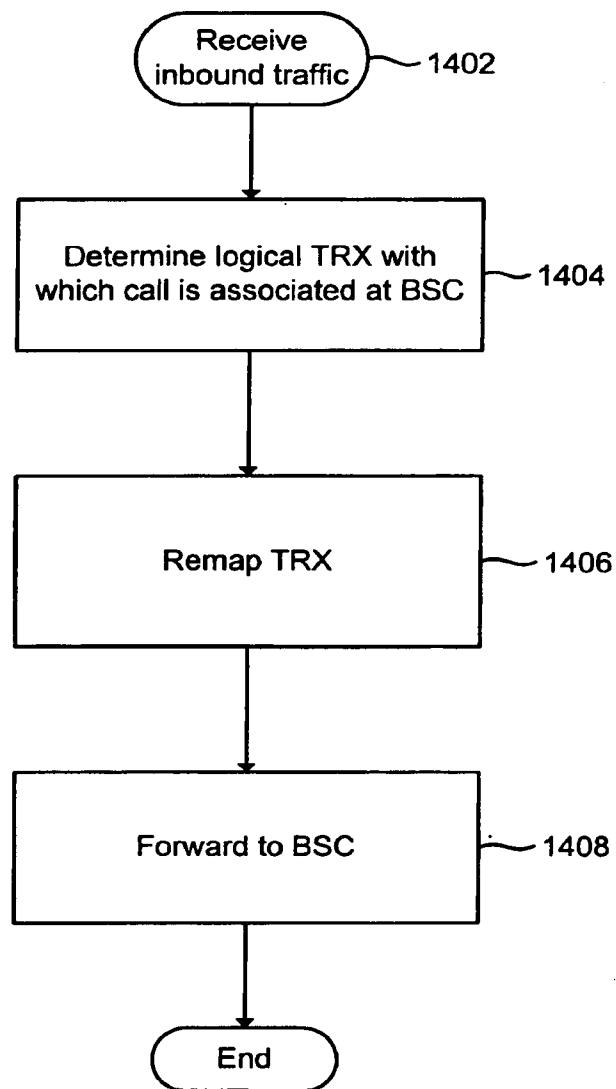 Receive
inbound traffic
1402
Determine logical TRX with
which call is associated at BSC
1404
Remap TRX
1406
Forward to BSC
1408
End